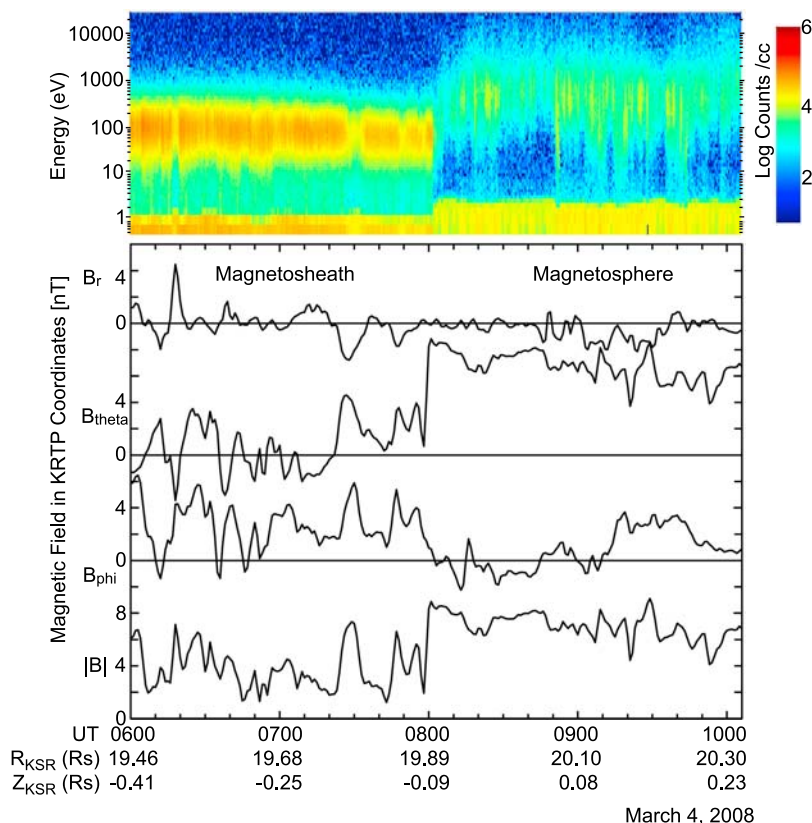 10000
1000
100
10
1
Energy (eV)
6
4
2
Log Counts /cc
Magnetic Field in KRTP Coordinates [nT]
Magnetosheath Magnetosphere
Br
4
0
Btheta
4
0
4
0
Bphi
8
|B| 4
0
UT 0600 0700 0800 0900 1000
RKSR (Rs) 19.46 19.68 19.89 20.10 20.30
ZKSR (Rs) -0.41 -0.25 -0.09 0.08 0.23
March 4, 2008